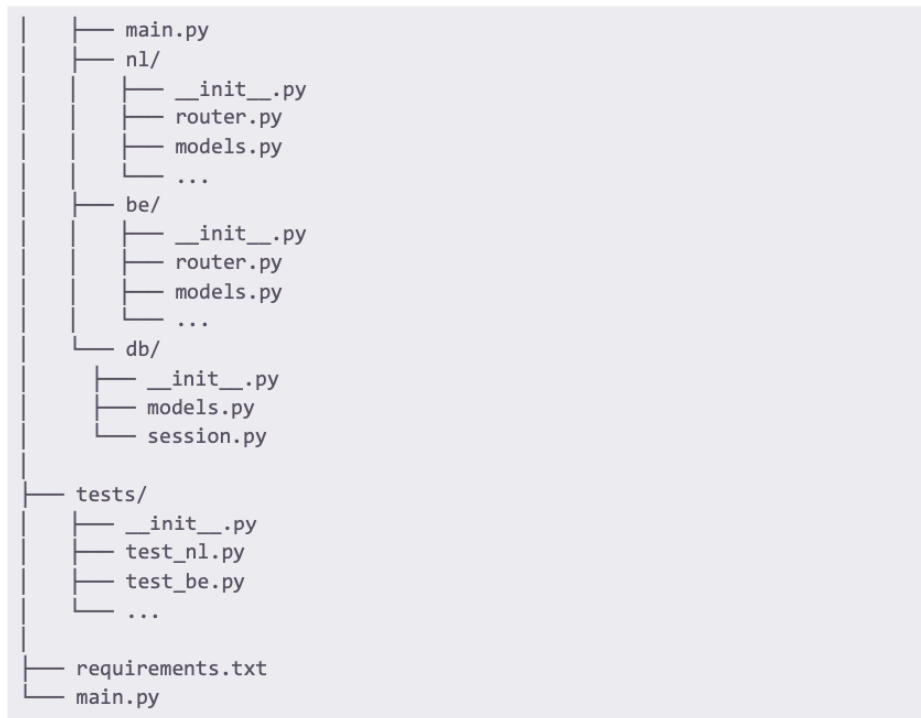 │   ├── main.py
│   ├── nl/
│   │   ├── __init__.py
│   │   ├── router.py
│   │   ├── models.py
│   │   └── ...
│   ├── be/
│   │   ├── __init__.py
│   │   ├── router.py
│   │   ├── models.py
│   │   └── ...
│   └── db/
│     ├── __init__.py
│     ├── models.py
│     └── session.py
│
├── tests/
│   ├── __init__.py
│   ├── test_nl.py
│   ├── test_be.py
│   └── ...
│
├── requirements.txt
└── main.py